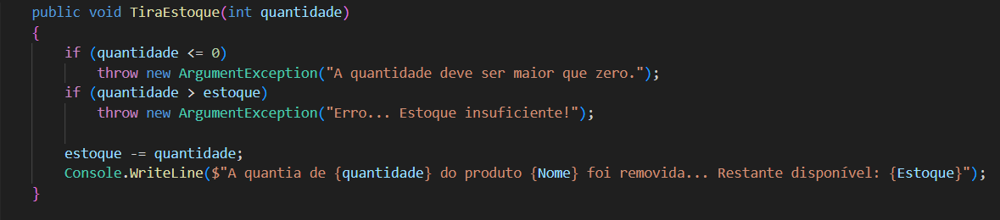 public void TiraEstoque(int quantidade)
{
if (quantidade <= 0)
throw new ArgumentException("A quantidade deve ser maior que zero.");
if (quantidade > estoque)
throw new ArgumentException("Erro... Estoque insuficiente!");
estoque -= quantidade;
Console.WriteLine($"A quantia de {quantidade} do produto {Nome} foi removida... Restante disponível: {Estoque}");
}